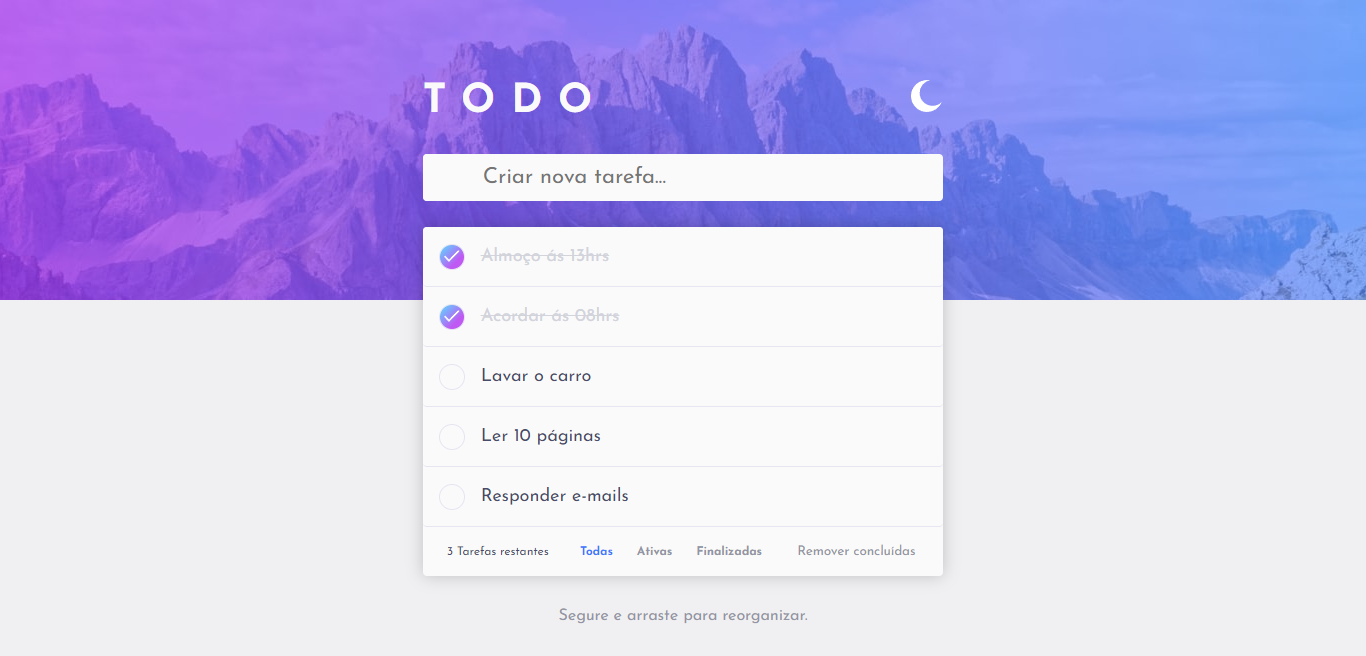 TODO
Criar nova tarefa...
Almoço ás 13hrs
Acordar ás 08hrs
Lavar o carro
Ler 10 páginas
Responder e-mails
3 Tarefas restantes Todas Ativas Finalizadas Remover concluídas
Segure e arraste para reorganizar.